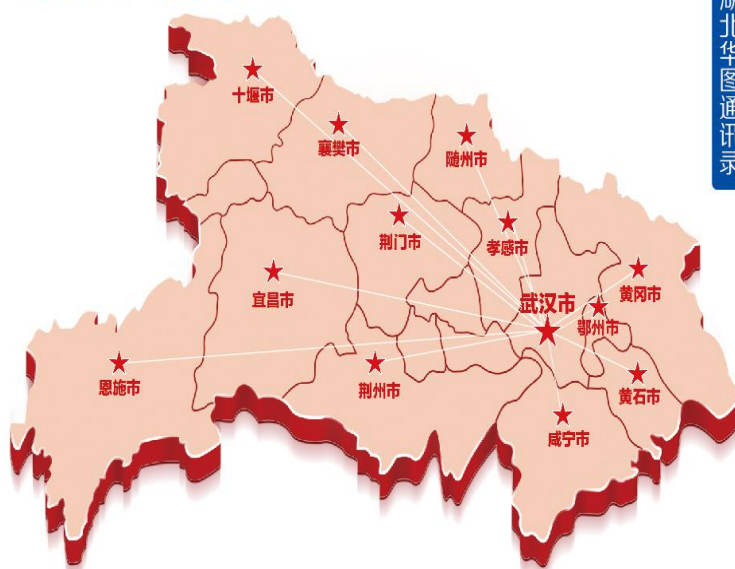 湖北华图通讯录
十堰市
襄樊市
随州市
荆门市
孝感市
宜昌市
黄冈市
武汉市
鄂州市
恩施市
荆州市
黄石市
咸宁市